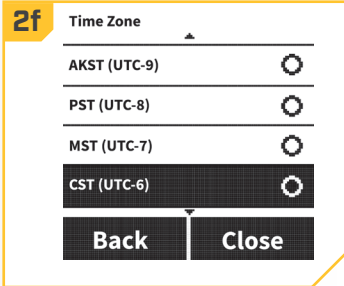 2f
Time Zone
AKST (UTC-9)
PST (UTC-8)
MST (UTC-7)
CST (UTC-6)
Back Close